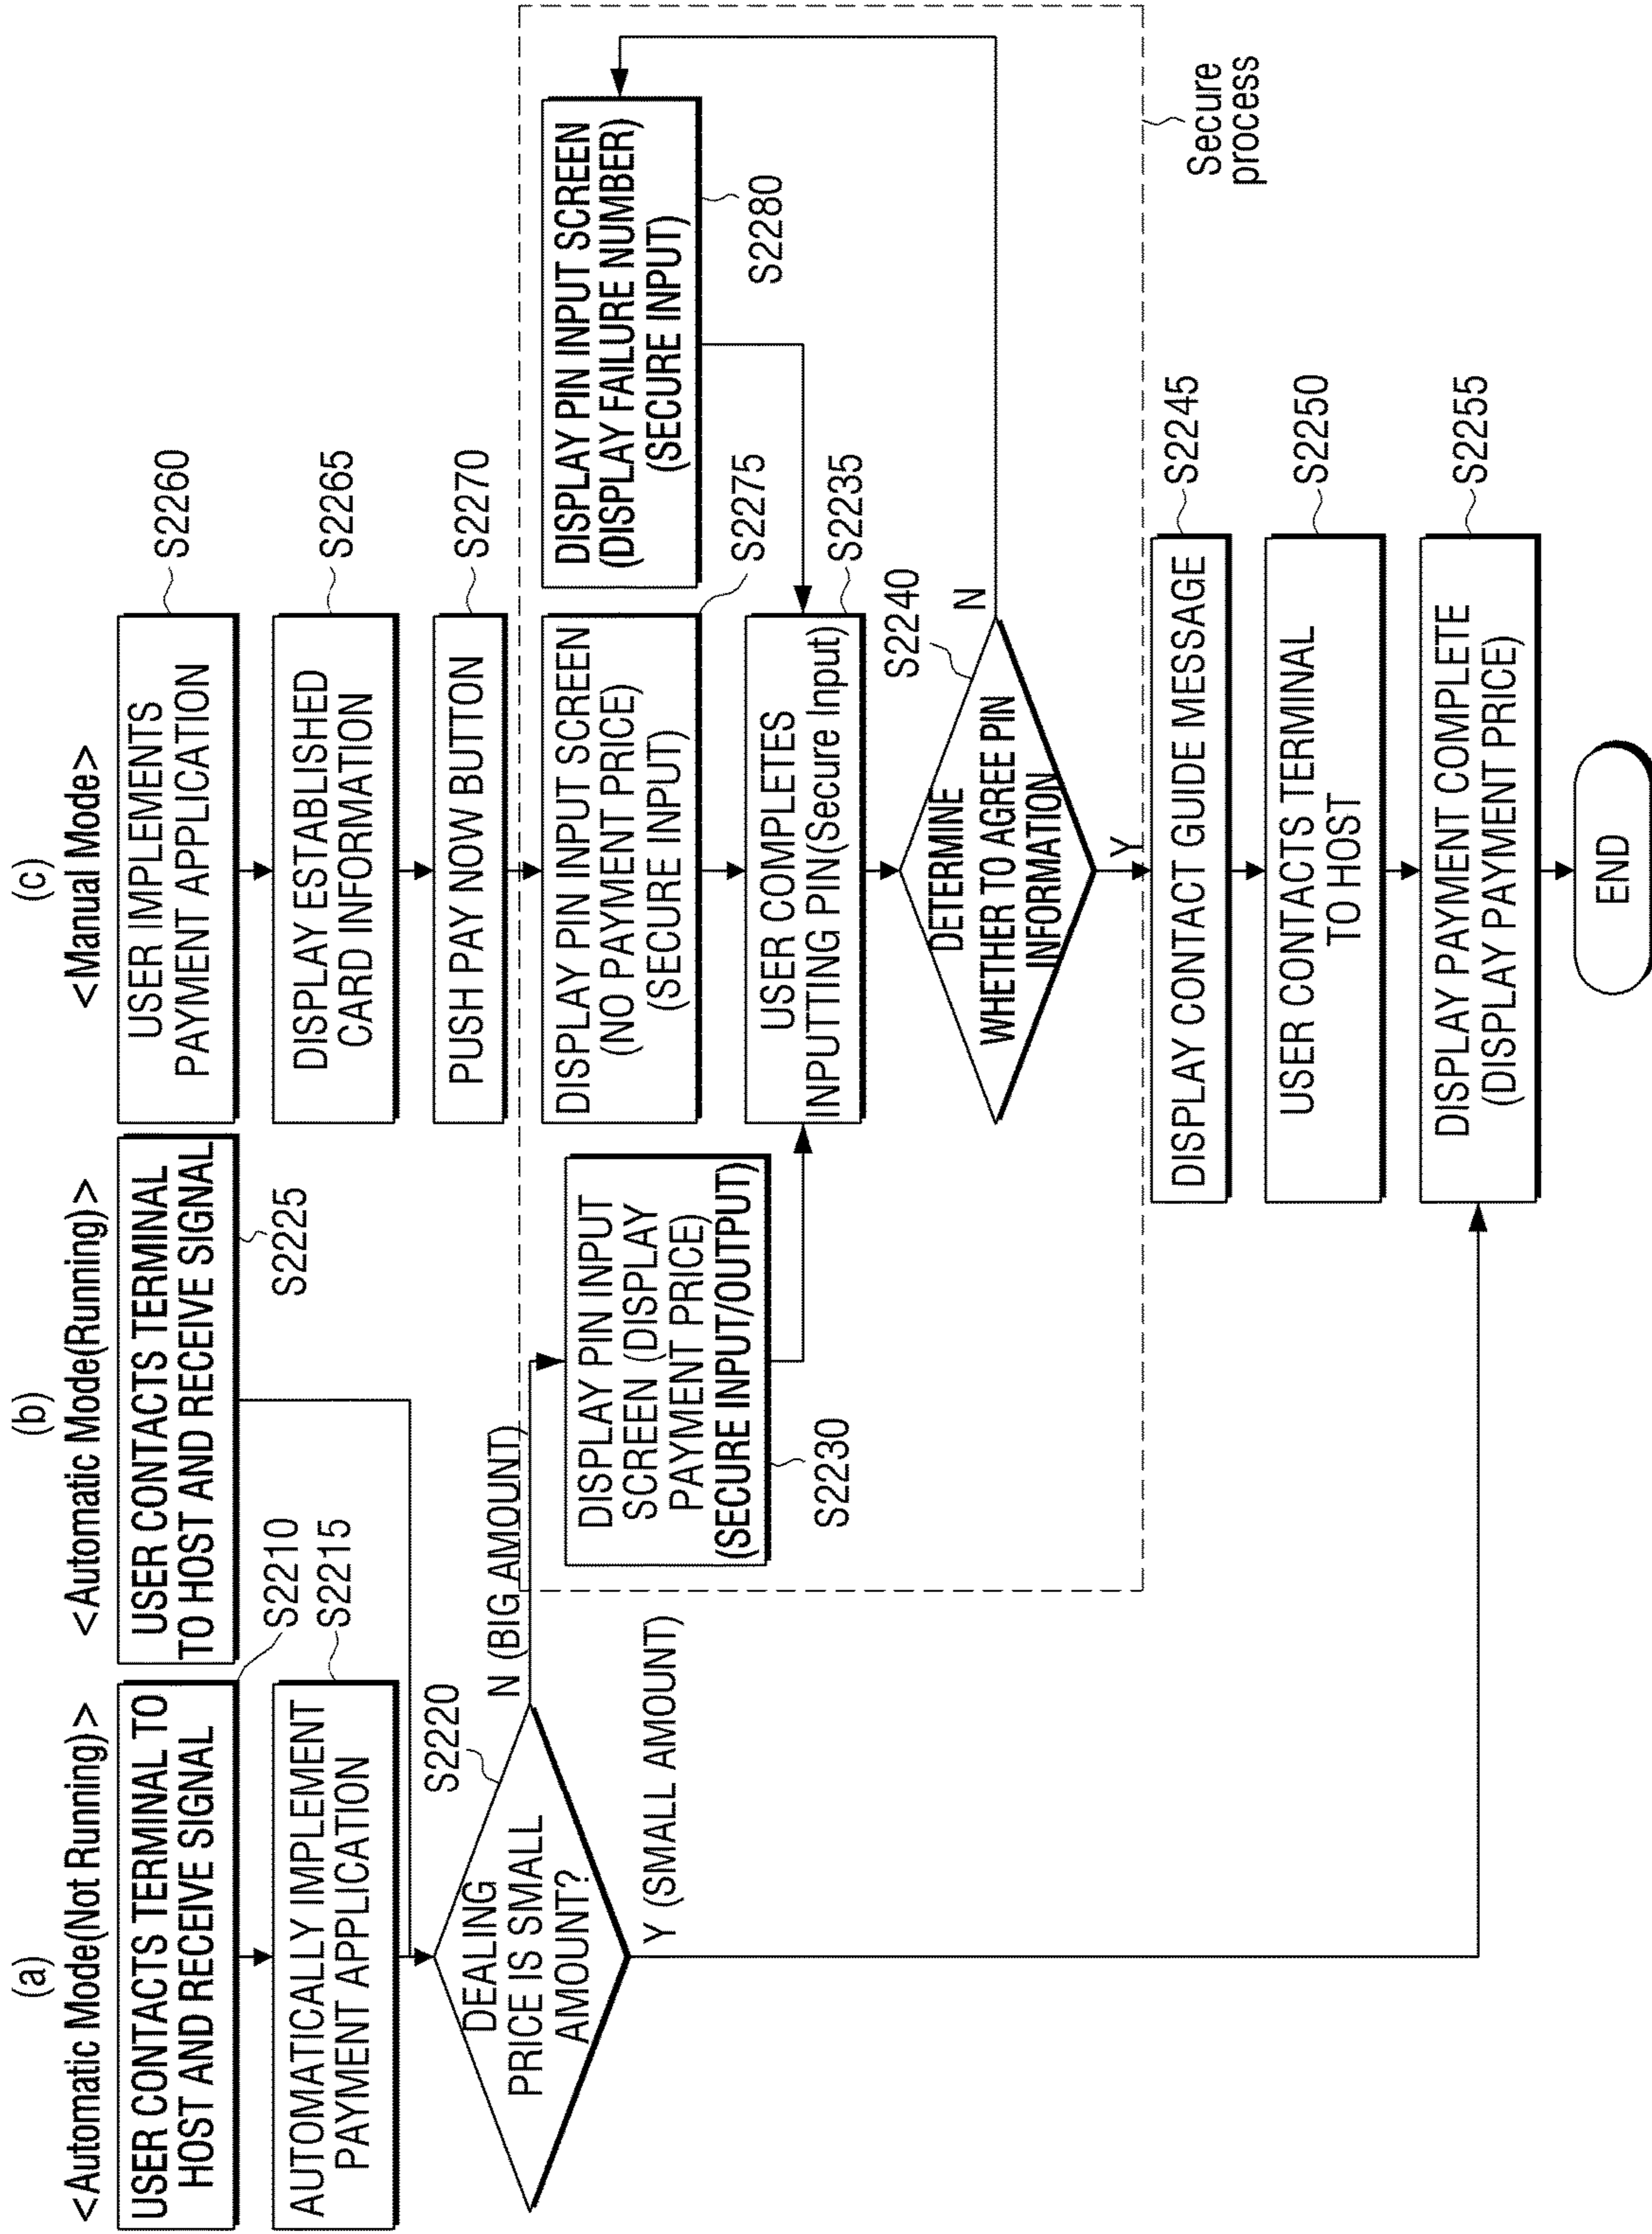 (a)
<Automatic Mode(Not Running)>
USER CONTACTS TERMINAL TO
HOST AND RECEIVE SIGNAL
S2210
AUTOMATICALLY IMPLEMENT
PAYMENT APPLICATION
S2215
DEALING
PRICE IS SMALL
AMOUNT?
S2220
N (BIG AMOUNT)
Y (SMALL AMOUNT)
(b)
<Automatic Mode(Running)>
USER CONTACTS TERMINAL
TO HOST AND RECEIVE SIGNAL
S2225
DISPLAY PIN INPUT
SCREEN (DISPLAY
PAYMENT PRICE)
(SECURE INPUT/OUTPUT)
S2230
(c)
<Manual Mode>
USER IMPLEMENTS
PAYMENT APPLICATION
S2260
DISPLAY ESTABLISHED
CARD INFORMATION
S2265
PUSH PAY NOW BUTTON
S2270
DISPLAY PIN INPUT SCREEN
(NO PAYMENT PRICE)
(SECURE INPUT)
S2275
DISPLAY PIN INPUT SCREEN
(DISPLAY FAILURE NUMBER)
(SECURE INPUT)
S2280
USER COMPLETES
INPUTTING PIN(Secure Input)
S2235
DETERMINE
WHETHER TO AGREE PIN
INFORMATION
S2240
N
Y
Secure
process
DISPLAY CONTACT GUIDE MESSAGE
S2245
USER CONTACTS TERMINAL
TO HOST
S2250
DISPLAY PAYMENT COMPLETE
(DISPLAY PAYMENT PRICE)
S2255
END